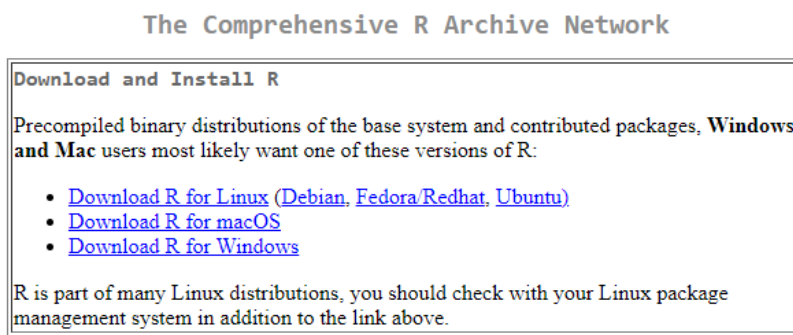 The Comprehensive R Archive Network
Download and Install R
Precompiled binary distributions of the base system and contributed packages, Windows
and Mac users most likely want one of these versions of R:
• Download R for Linux (Debian, Fedora/Redhat, Ubuntu)
• Download R for macOS
• Download R for Windows
R is part of many Linux distributions, you should check with your Linux package
management system in addition to the link above.